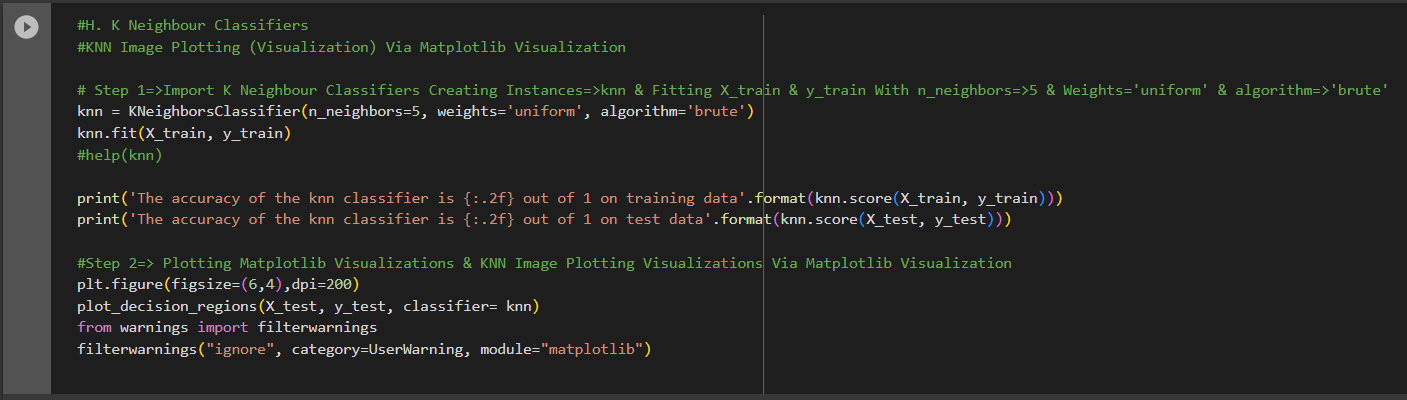 #H. K Neighbour Classifiers
#KNN Image Plotting (Visualization) Via Matplotlib Visualization
# Step 1=>Import K Neighbour Classifiers Creating Instances=>knn & Fitting X_train & y_train With n_neighbors=>5 & Weights='uniform' & algorithm=>'brute'
knn = KNeighborsClassifier(n_neighbors=5, weights='uniform', algorithm='brute')
knn.fit(X_train, y_train)
#help(knn)
print('The accuracy of the knn classifier is {:.2f} out of 1 on training data'.format(knn.score(X_train, y_train)))
print('The accuracy of the knn classifier is {:.2f} out of 1 on test data'.format(knn.score(X_test, y_test)))
#Step 2=> Plotting Matplotlib Visualizations & KNN Image Plotting Visualizations Via Matplotlib Visualization
plt.figure(figsize=(6,4),dpi=200)
plot_decision_regions(X_test, y_test, classifier= knn)
from warnings import filterwarnings
filterwarnings("ignore", category=UserWarning, module="matplotlib")